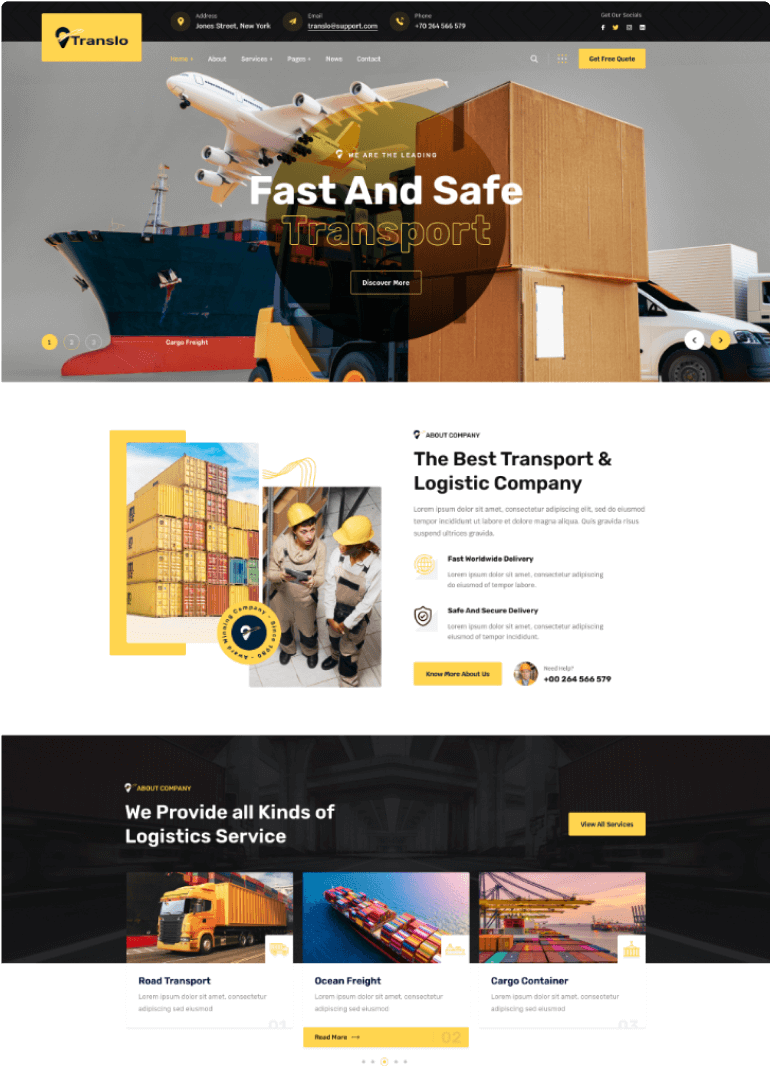 Translo
Address
Jones Street, New York
Email
translo@support.com
Phone
+70 264 566 579
Get Our Socials
Home +
About
Services +
Pages +
News
Contact
Get Free Quote
WE ARE THE LEADING
Fast And Safe
Transport
Discover More
1 2 3
Cargo Freight
ABOUT COMPANY
The Best Transport &
Logistic Company
Lorem ipsum dolor sit amet, consectetur adipiscing elit, sed do eiusmod
tempor incididunt ut labore et dolore magna aliqua. Quis gravida risus
suspend ultrices gravida.
Fast Worldwide Delivery
Lorem ipsum dolor sit amet, consectetur adipiscing
do eiusmod of tempor labore.
Safe And Secure Delivery
Lorem ipsum dolor sit amet, consectetur adipiscing
eiusmod of tempor incididunt.
Award Winning Company - Since 1980 -
Know More About Us
Need Help?
+00 264 566 579
ABOUT COMPANY
We Provide all Kinds of
Logistics Service
View All Services
Road Transport
Lorem ipsum dolor sit amet, consectetur
adipiscing sed eiusmod
01
Ocean Freight
Lorem ipsum dolor sit amet, consectetur
adipiscing sed eiusmod
Read More
02
Cargo Container
Lorem ipsum dolor sit amet, consectetur
adipiscing sed eiusmod
03